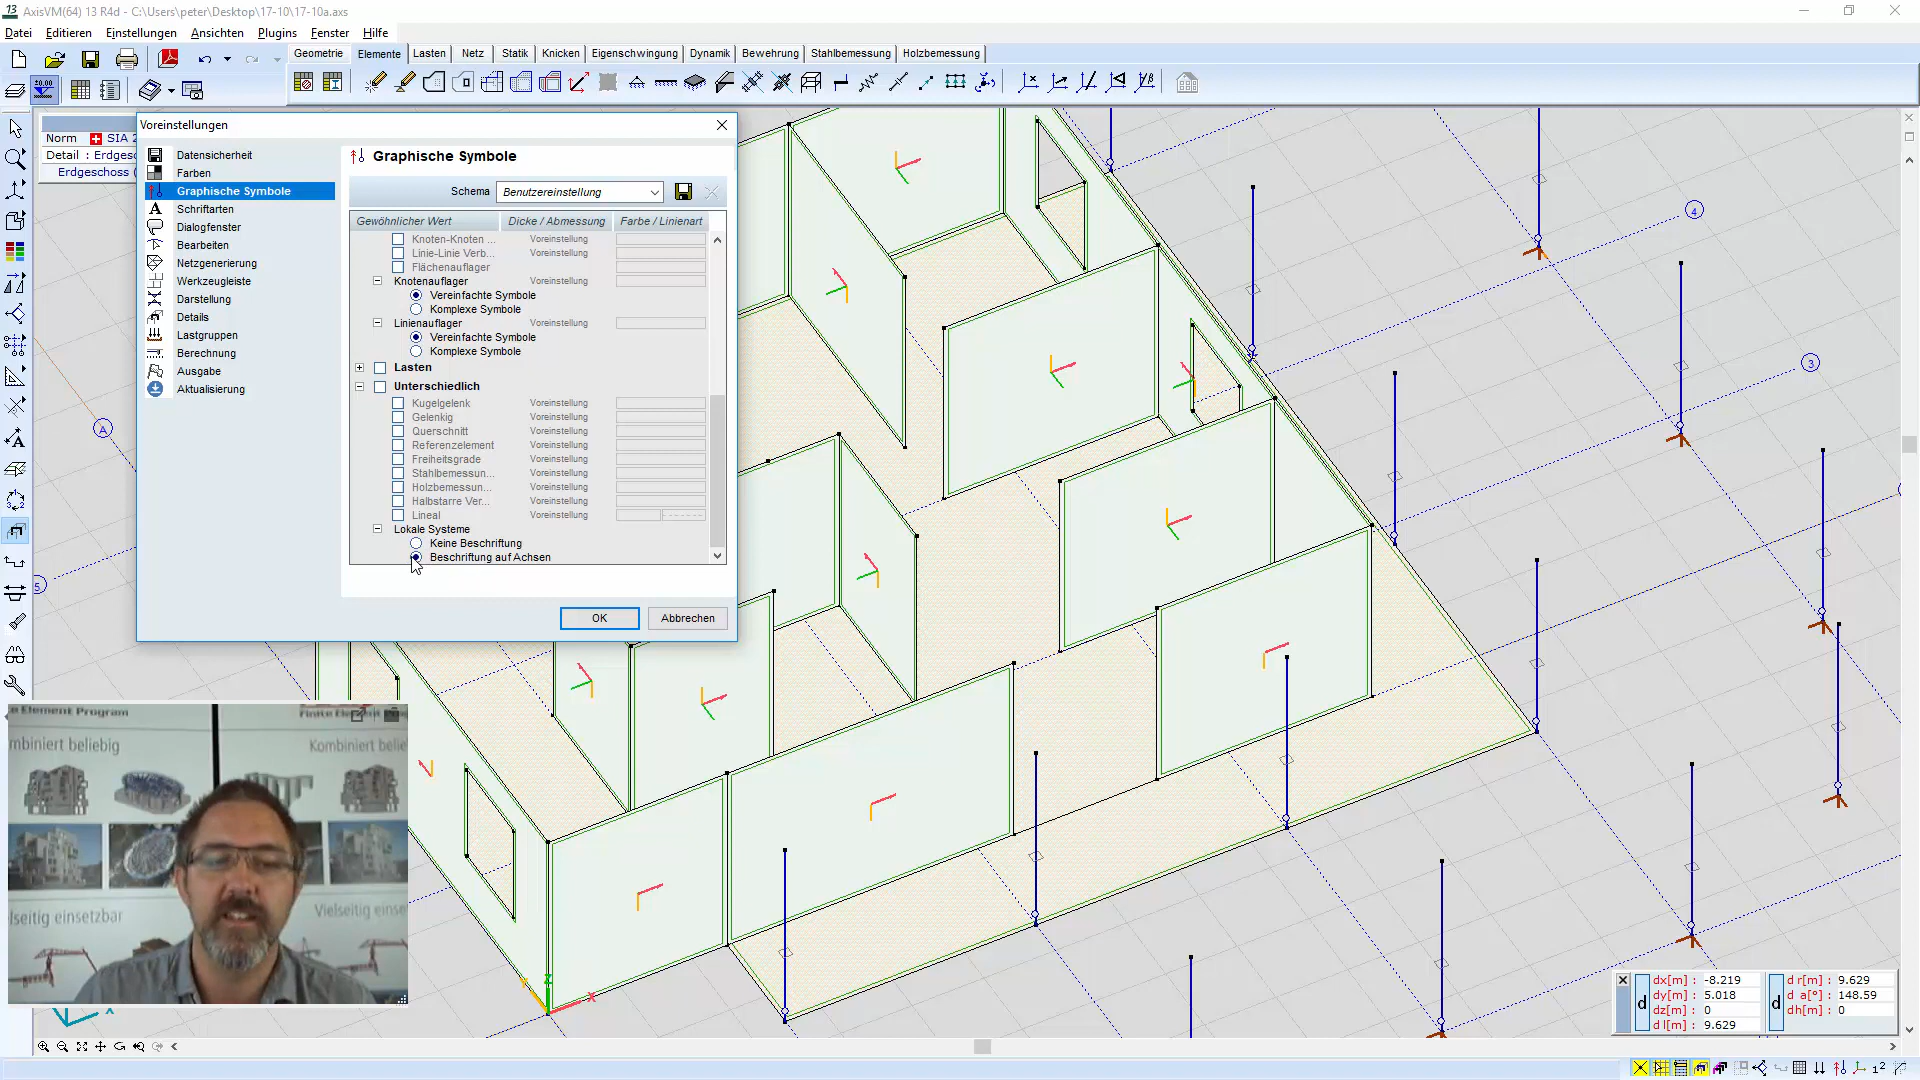 AxisVM(64) 13 R4d - C:\Users\peter\Desktop\17-10\17-10a.axs
Datei Editieren Einstellungen Ansichten Plugins Fenster Hilfe
Geometrie Elemente Lasten Netz Statik Knicken Eigenschwingung Dynamik Bewehrung Stahlbemessung Holzbemessung
Norm SIA 2
Detail : Erdgesc
Erdgeschoss (
Voreinstellungen
Datensicherheit
Farben
Graphische Symbole
Schriftarten
Dialogfenster
Bearbeiten
Netzgenerierung
Werkzeugleiste
Darstellung
Details
Lastgruppen
Berechnung
Ausgabe
Aktualisierung
Graphische Symbole
Schema Benutzereinstellung
Gewöhnlicher Wert Dicke / Abmessung Farbe / Linienart
Knoten-Knoten ... Voreinstellung
Linie-Linie Verb... Voreinstellung
Flächenauflager
Knotenauflager Voreinstellung
Vereinfachte Symbole
Komplexe Symbole
Linienauflager Voreinstellung
Vereinfachte Symbole
Komplexe Symbole
Lasten
Unterschiedlich
Kugelgelenk Voreinstellung
Gelenkig Voreinstellung
Querschnitt Voreinstellung
Referenzelement Voreinstellung
Freiheitsgrade Voreinstellung
Stahlbemessun... Voreinstellung
Holzbemessun... Voreinstellung
Halbstarre Ver... Voreinstellung
Lineal Voreinstellung
Lokale Systeme
Keine Beschriftung
Beschriftung auf Achsen
OK Abbrechen
4
3
A
5
X
Z
Y
X
e Element Program
mbiniert beliebig
Kombiniert belie
lseitig einsetzbar
Vielseitig einsetz
d
dx[m] : -8.219
dy[m] : 5.018
dz[m] : 0
d l[m] : 9.629
d
d r[m] : 9.629
d a[°] : 148.59
dh[m] : 0